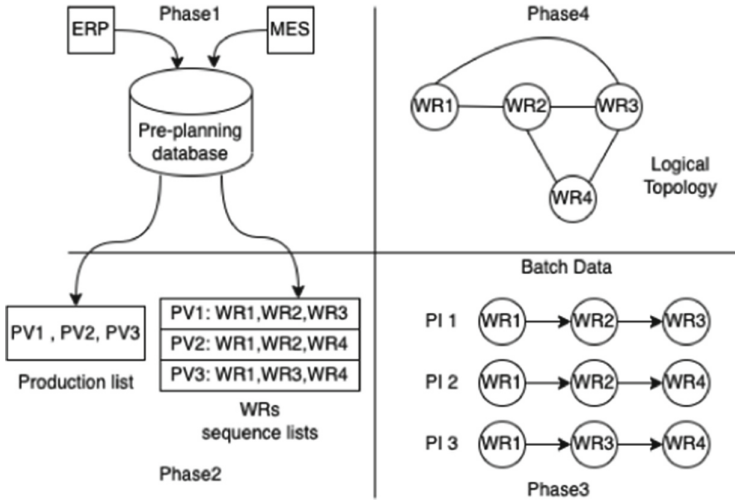 Phase1
ERP
MES
Pre-planning
database
PV1 , PV2, PV3
Production list
PV1: WR1,WR2,WR3
PV2: WR1,WR2,WR4
PV3: WR1,WR3,WR4
WRs
sequence lists
Phase2
Phase4
WR1
WR2
WR3
WR4
Logical
Topology
Batch Data
PI 1 WR1 WR2 WR3
PI 2 WR1 WR2 WR4
PI 3 WR1 WR3 WR4
Phase3